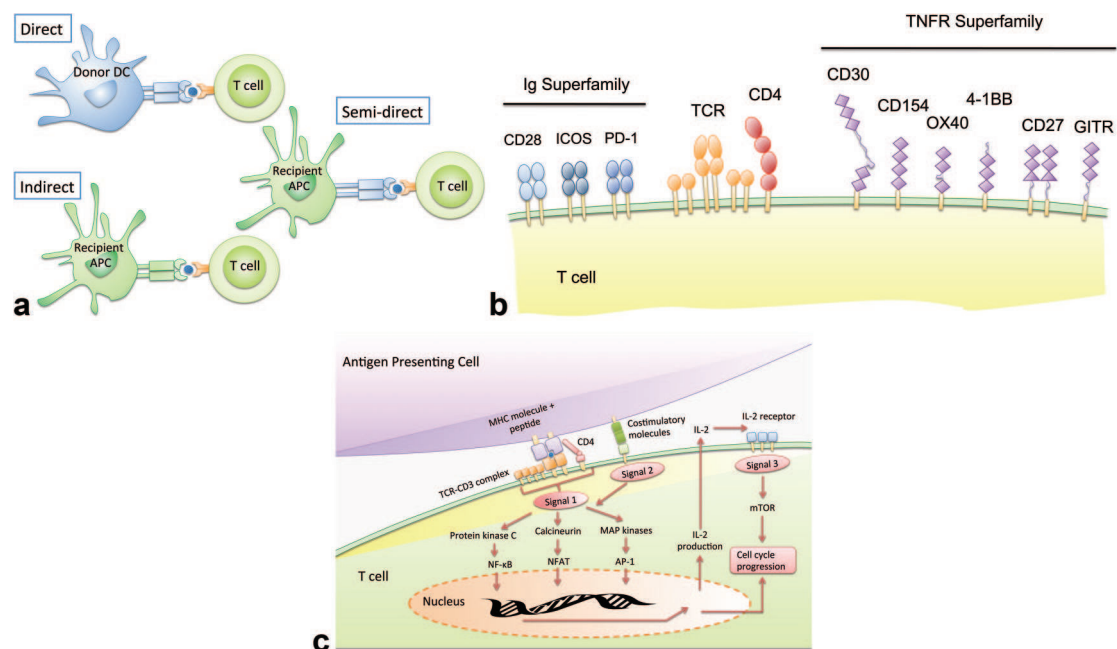 Direct
Donor DC
T cell
Semi-direct
Recipient
APC
T cell
Indirect
Recipient
APC
T cell
a
TNFR Superfamily
Ig Superfamily
CD28
ICOS
PD-1
TCR
CD4
CD30
CD154
OX40
4-1BB
CD27
GITR
T cell
b
Antigen Presenting Cell
MHC molecule +
peptide
CD4
TCR-CD3 complex
Costimulatory
molecules
IL-2
IL-2 receptor
Signal 1
Signal 2
Signal 3
Protein kinase C
Calcineurin
MAP kinases
IL-2
production
mTOR
NF-κB
NFAT
AP-1
Cell cycle
progression
T cell
Nucleus
c